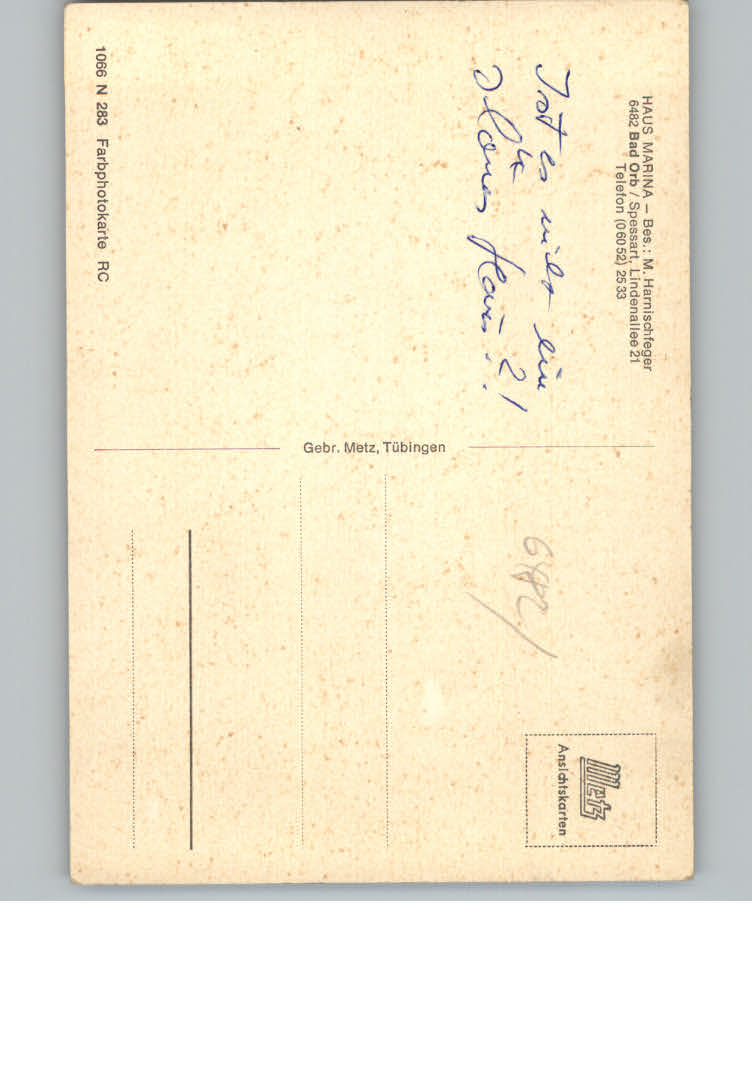 HAUS MARINA – Bes.: M. Harnischfeger
6482 Bad Orb / Spessart, Lindenallee 21
Telefon (06052) 2533
Ist es nicht ein
Haus ?!
1066 N 283 Farbphotokarte RC
Gebr. Metz, Tübingen
Metz
Ansichtskarten